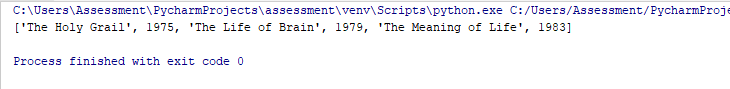 C:\Users\Assessment\PycharmProjects\assessment\venv\Scripts\python.exe C:/Users/Assessment/PycharmProje
['The Holy Grail', 1975, 'The Life of Brain', 1979, 'The Meaning of Life', 1983]
Process finished with exit code 0